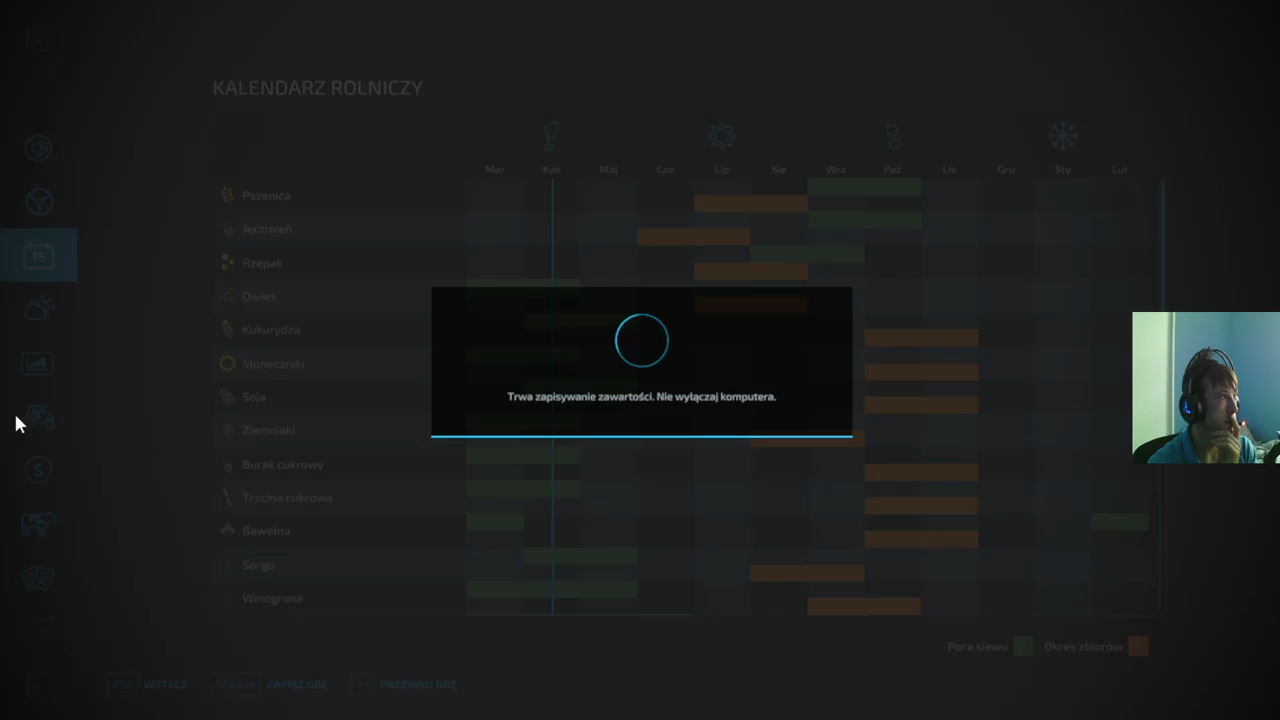 KALENDARZ ROLNICZY
Mar Kwi Maj Cze Lip Sie Wrz Paź Lis Gru Sty Lut
Pszenica
Jęczmień
Rzepak
Owies
Kukurydza
Słoneczniki
Soja
Ziemniaki
Burak cukrowy
Trzcina cukrowa
Bawełna
Sorgo
Winogrona
15
Trwa zapisywanie zawartości. Nie wyłączaj komputera.
Pora siewu Okres zbiorów
WSTECZ ZAPISZ GRĘ PRZERWIJ GRĘ